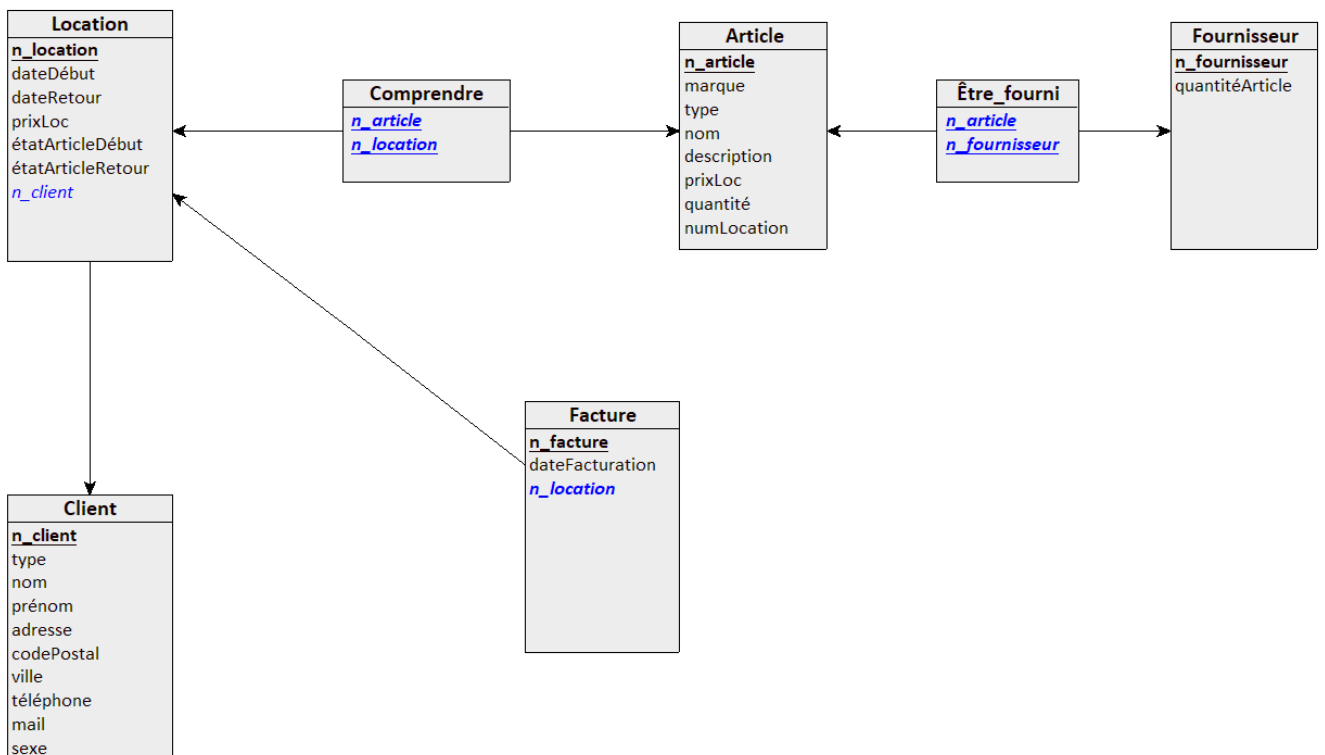 Location
n_location
dateDébut
dateRetour
prixLoc
étatArticleDébut
étatArticleRetour
n_client
Comprendre
n_article
n_location
Article
n_article
marque
type
nom
description
prixLoc
quantité
numLocation
Être_fourni
n_article
n_fournisseur
Fournisseur
n_fournisseur
quantitéArticle
Facture
n_facture
dateFacturation
n_location
Client
n_client
type
nom
prénom
adresse
codePostal
ville
téléphone
mail
sexe